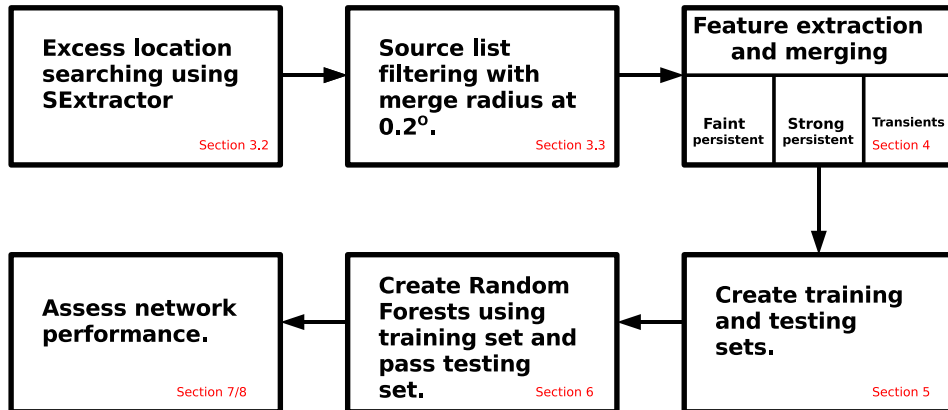 Excess location
searching using
SExtractor
Section 3.2
Source list
filtering with
merge radius at
0.2º.
Section 3.3
Feature extraction
and merging
Faint
persistent
Strong
persistent
Transients
Section 4
Create training
and testing
sets.
Section 5
Create Random
Forests using
training set and
pass testing
set.
Section 6
Assess network
performance.
Section 7/8